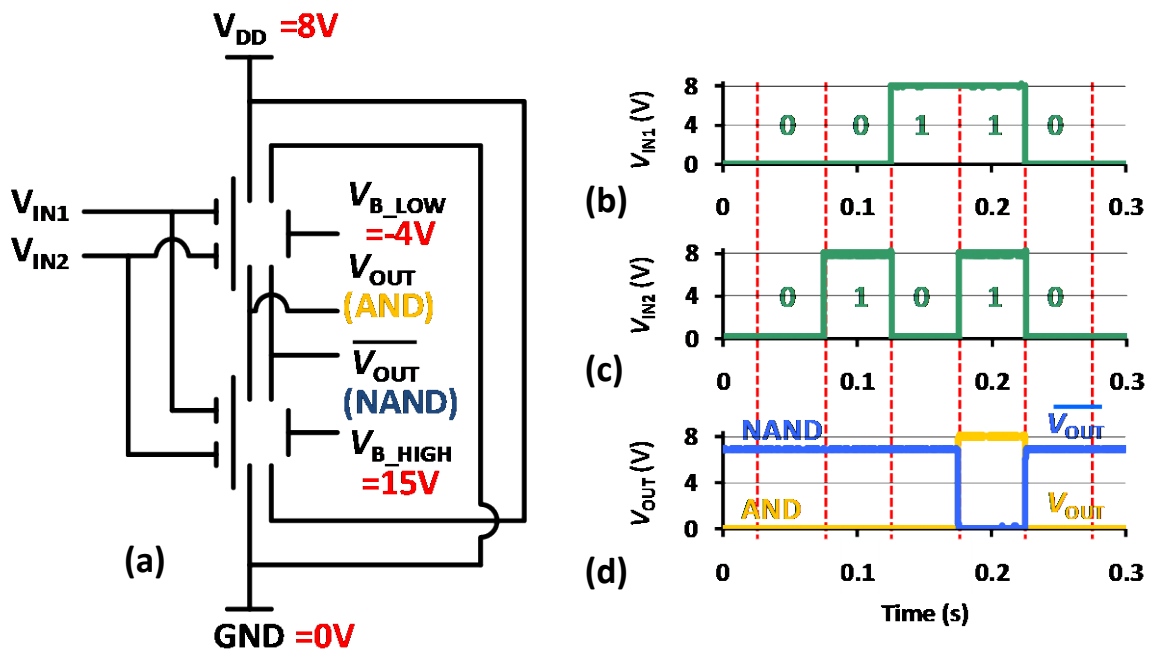 V_DD =8V
V_IN1
V_IN2
V_B_LOW
=-4V
V_OUT
(AND)
V̅_O̅U̅T̅
(NAND)
V_B_HIGH
=15V
(a)
GND =0V
V_IN1 (V)
8
4
0
0 0 1 1 0
(b)
0 0.1 0.2 0.3
V_IN2 (V)
8
4
0
0 1 0 1 0
(c)
0 0.1 0.2 0.3
V_OUT (V)
NAND V̅_O̅U̅T̅
8
4
AND V_OUT
0
(d)
0 0.1 0.2 0.3
Time (s)